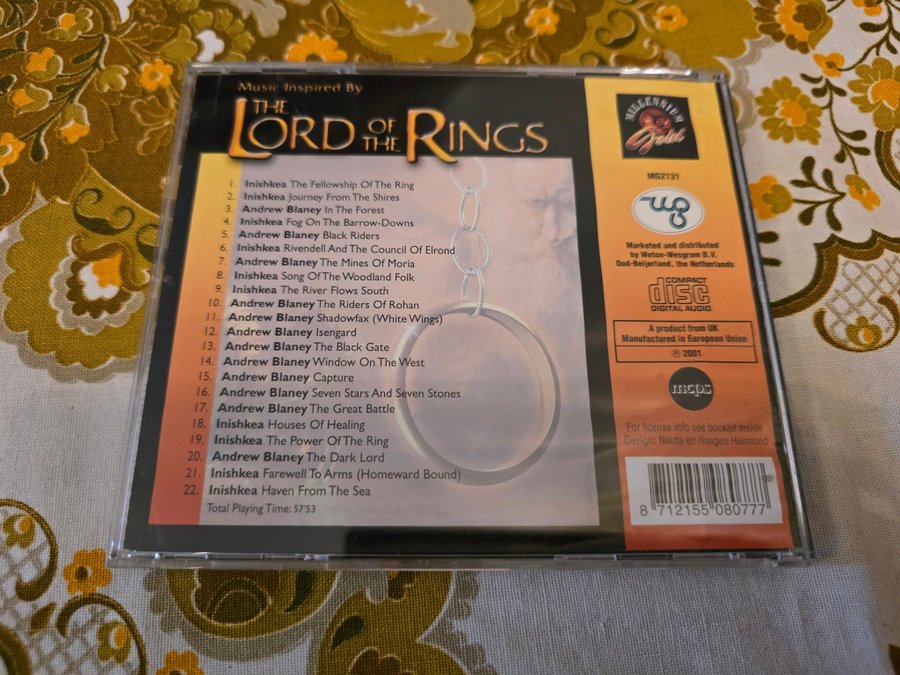 Music Inspired By
THE
LORD OF THE RINGS
1. Inishkea The Fellowship Of The Ring
2. Inishkea Journey From The Shires
3. Andrew Blaney In The Forest
4. Inishkea Fog On The Barrow-Downs
5. Andrew Blaney Black Riders
6. Inishkea Rivendell And The Council Of Elrond
7. Andrew Blaney The Mines Of Moria
8. Inishkea Song Of The Woodland Folk
9. Inishkea The River Flows South
10. Andrew Blaney The Riders Of Rohan
11. Andrew Blaney Shadowfax (White Wings)
12. Andrew Blaney Isengard
13. Andrew Blaney The Black Gate
14. Andrew Blaney Window On The West
15. Andrew Blaney Capture
16. Andrew Blaney Seven Stars And Seven Stones
17. Andrew Blaney The Great Battle
18. Inishkea Houses Of Healing
19. Inishkea The Power Of The Ring
20. Andrew Blaney The Dark Lord
21. Inishkea Farewell To Arms (Homeward Bound)
22. Inishkea Haven From The Sea
Total Playing Time: 57'53
MILLENNIUM
Gold
MG2131
Marketed and distributed
by Weton-Wesgram B.V.
Oud-Beijerland, the Netherlands
COMPACT
disc
DIGITAL AUDIO
A product from UK
Manufactured in European Union
℗ 2001
mcps
For license info see booklet inside
Design: Nauta en Haagen Helmond
8 712155 080777